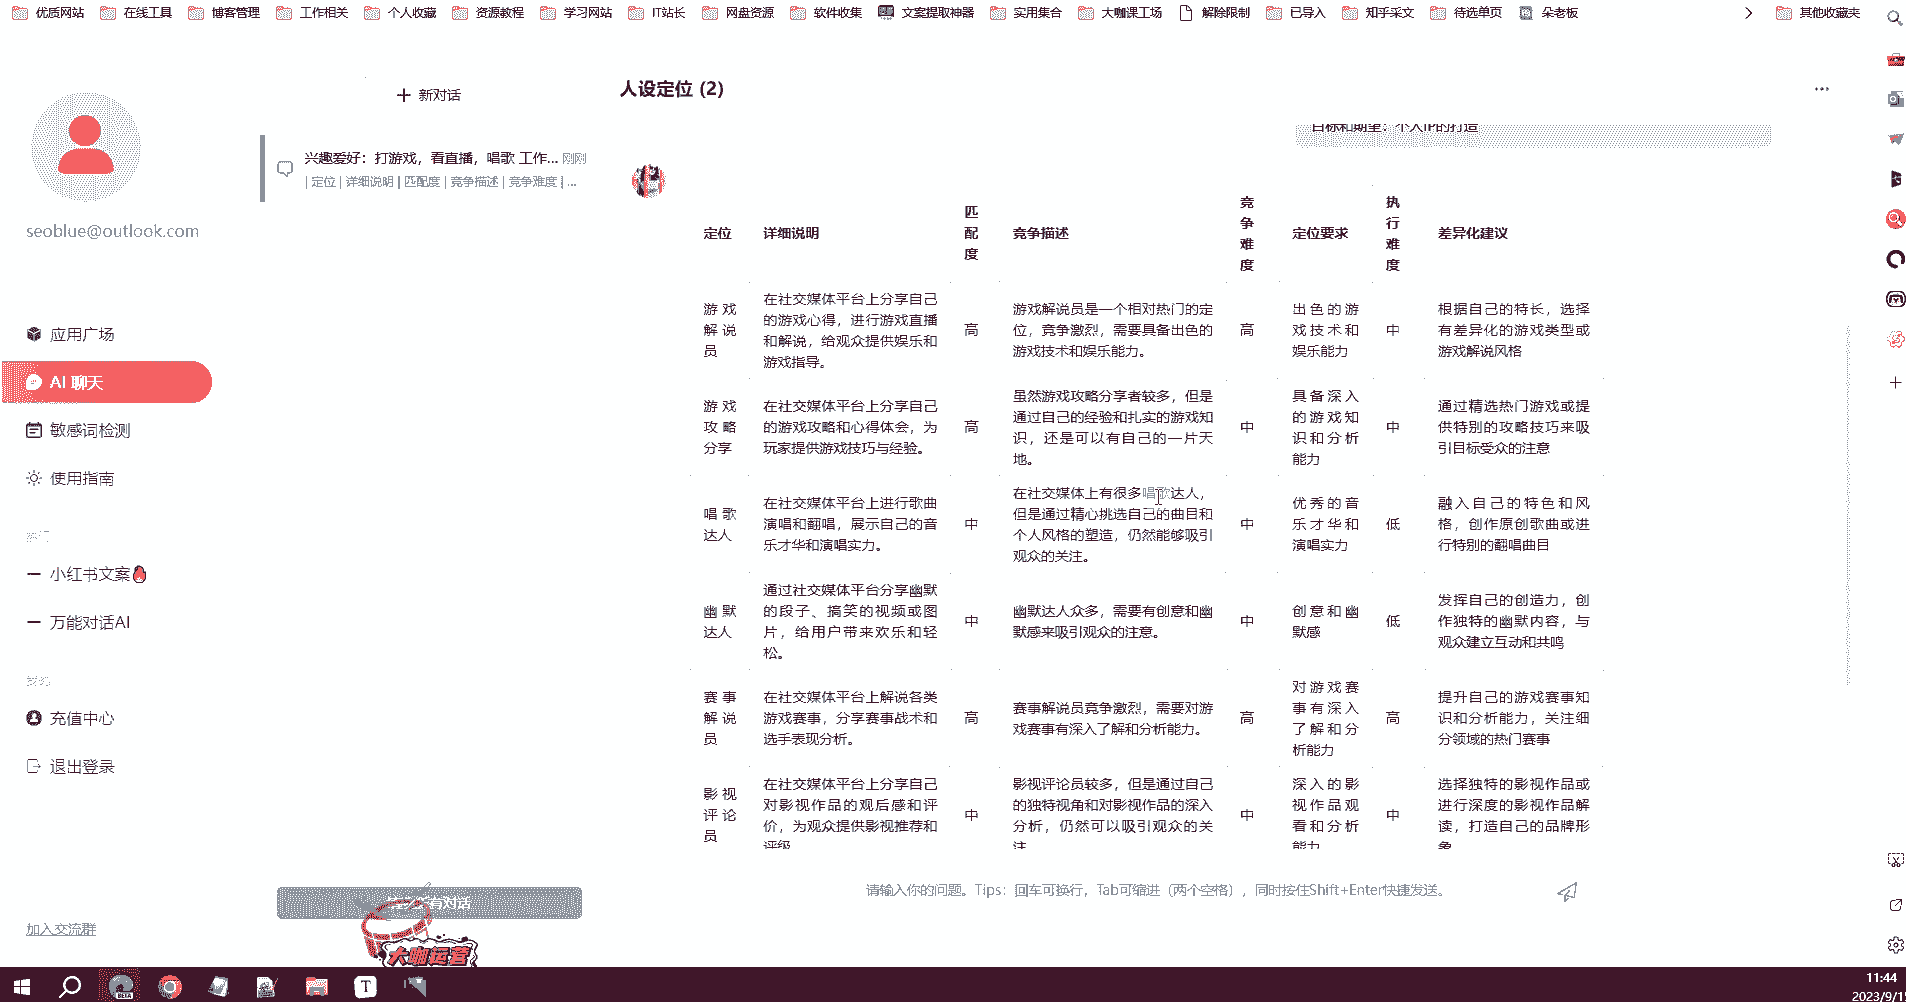 优质网站 在线工具 博客管理 工作相关 个人收藏 资源教程 学习网站 IT站长 网盘资源 软件收集 文案提取神器 实用集合 大咖课工场 解除限制 已导入 知乎采文 待选单页 朵老板 其他收藏夹
seoblue@outlook.com
应用广场
AI 聊天
敏感词检测
使用指南
小红书文案
万能对话AI
充值中心
退出登录
加入交流群
新对话
兴趣爱好：打游戏，看直播，唱歌 工作... 刚刚
| 定位 | 详细说明 | 匹配度 | 竞争描述 | 竞争难度 | ...
有对话
大咖运营
人设定位 (2)
目标和期望：个人IP的打造
定位
详细说明
匹
配
度
竞争描述
竞
争
难
度
定位要求
执
行
难
度
差异化建议
游戏
解说
员
在社交媒体平台上分享自己
的游戏心得，进行游戏直播
和解说，给观众提供娱乐和
游戏指导。
高
游戏解说员是一个相对热门的定
位，竞争激烈，需要具备出色的
游戏技术和娱乐能力。
高
出色的游
戏技术和
娱乐能力
中
根据自己的特长，选择
有差异化的游戏类型或
游戏解说风格
游戏
攻略
分享
在社交媒体平台上分享自己
的游戏攻略和心得体会，为
玩家提供游戏技巧与经验。
高
虽然游戏攻略分享者较多，但是
通过自己的经验和扎实的游戏知
识，还是可以有自己的一片天
地。
中
具备深入
的游戏知
识和分析
能力
中
通过精选热门游戏或提
供特别的攻略技巧来吸
引目标受众的注意
唱歌
达人
在社交媒体平台上进行歌曲
演唱和翻唱，展示自己的音
乐才华和演唱实力。
中
在社交媒体上有很多唱歌达人，
但是通过精心挑选自己的曲目和
个人风格的塑造，仍然能够吸引
观众的关注。
中
优秀的音
乐才华和
演唱实力
低
融入自己的特色和风
格，创作原创歌曲或进
行特别的翻唱曲目
幽默
达人
通过社交媒体平台分享幽默
的段子、搞笑的视频或图
片，给用户带来欢乐和轻
松。
中
幽默达人众多，需要有创意和幽
默感来吸引观众的注意。
中
创意和幽
默感
低
发挥自己的创造力，创
作独特的幽默内容，与
观众建立互动和共鸣
赛事
解说
员
在社交媒体平台上解说各类
游戏赛事，分享赛事战术和
选手表现分析。
高
赛事解说员竞争激烈，需要对游
戏赛事有深入了解和分析能力。
高
对游戏赛
事有深入
了解和分
析能力
高
提升自己的游戏赛事知
识和分析能力，关注细
分领域的热门赛事
影视
评论
员
在社交媒体平台上分享自己
对影视作品的观后感和评
价，为观众提供影视推荐和
评级
中
影视评论员较多，但是通过自己
的独特视角和对影视作品的深入
分析，仍然可以吸引观众的关
注
中
深入的影
视作品观
看和分析
能力
中
选择独特的影视作品或
进行深度的影视作品解
读，打造自己的品牌形
象
请输入你的问题。Tips：回车可换行，Tab可缩进（两个空格），同时按住Shift+Enter快捷发送。
BETA
T
11:44